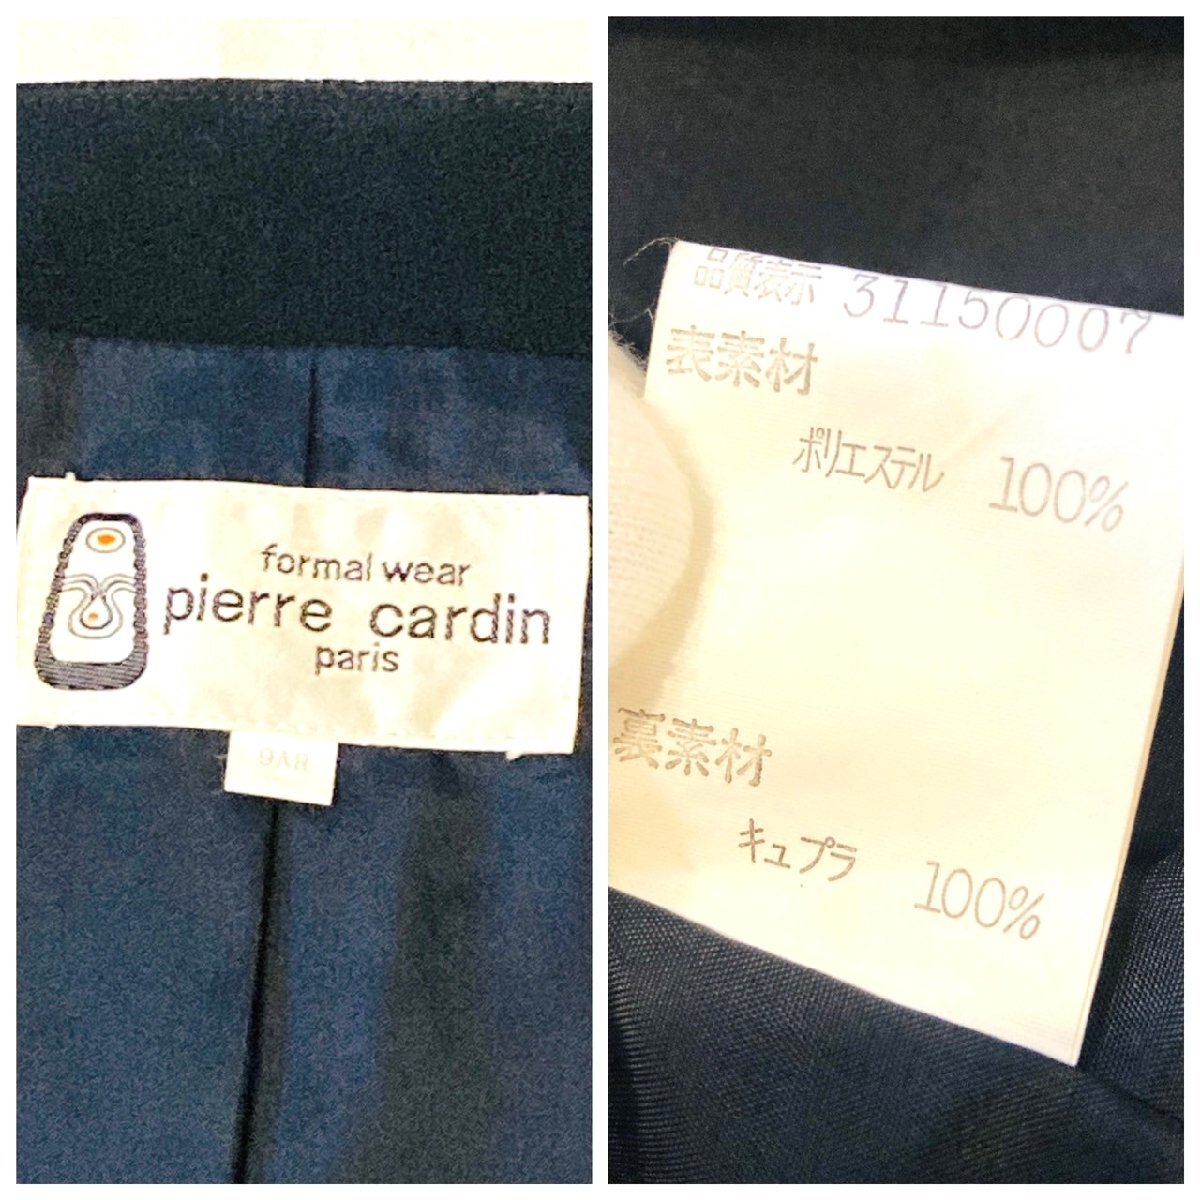 formal wear
pierre cardin
paris
9AR
品質表示 31150007
表素材
ポリエステル 100%
裏素材
キュプラ 100%